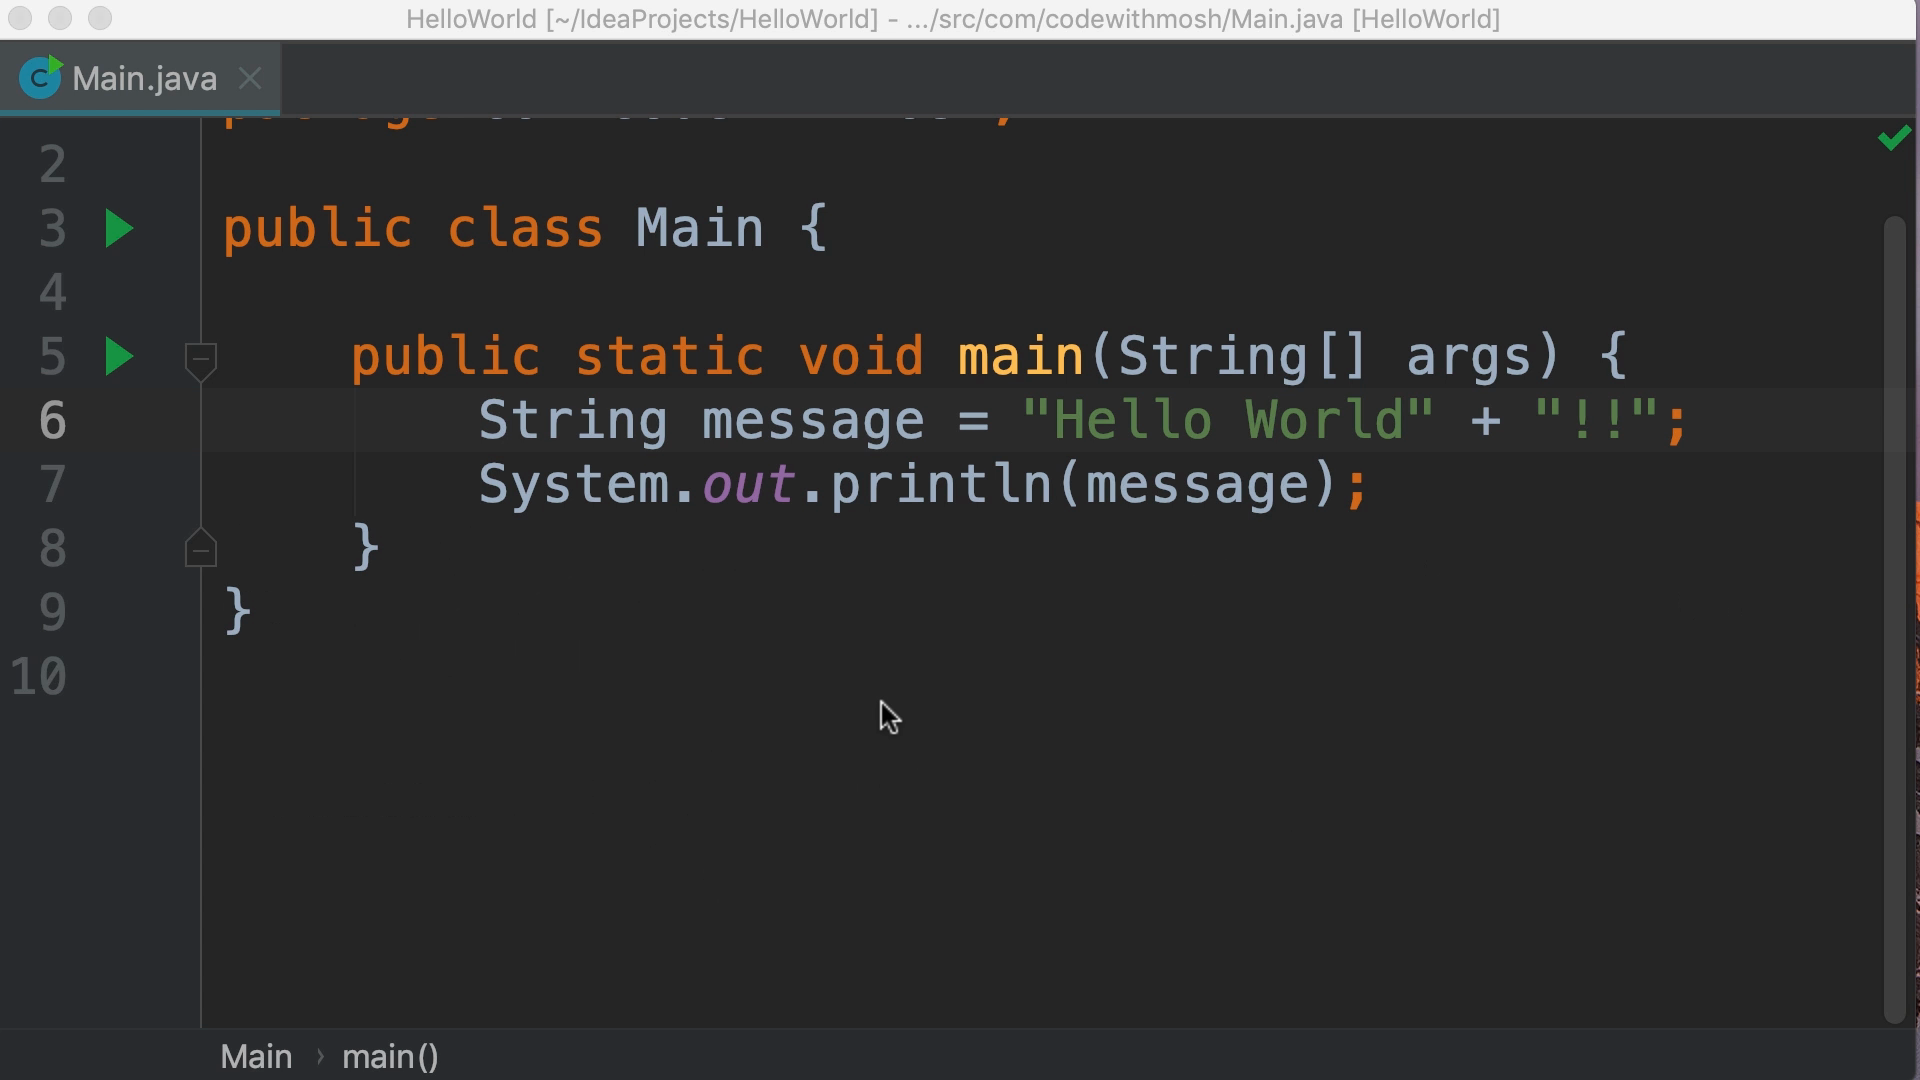 HelloWorld [~/IdeaProjects/HelloWorld] - .../src/com/codewithmosh/Main.java [HelloWorld]
Main.java
2
3 public class Main {
4
5 public static void main(String[] args) {
6 String message = "Hello World" + "!!";
7 System.out.println(message);
8 }
9 }
10
Main › main()